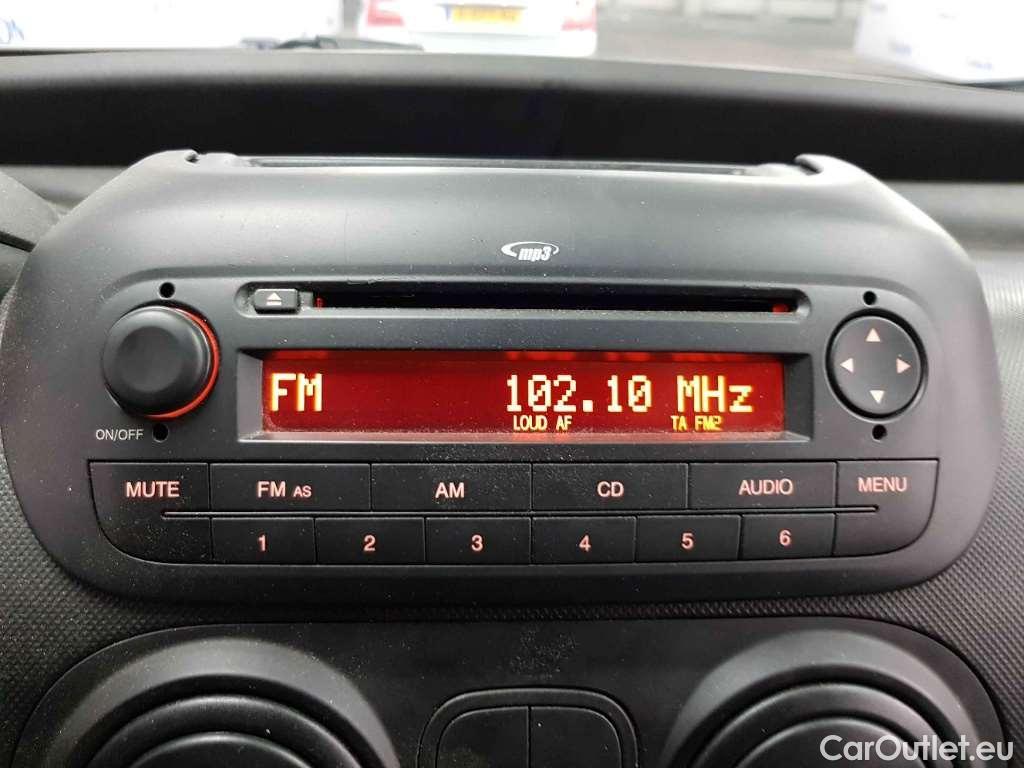 mp3
FM 102.10 MHz
LOUD AF TA FM2
ON/OFF
MUTE FM AS AM CD AUDIO MENU
1 2 3 4 5 6
CarOutlet.eu